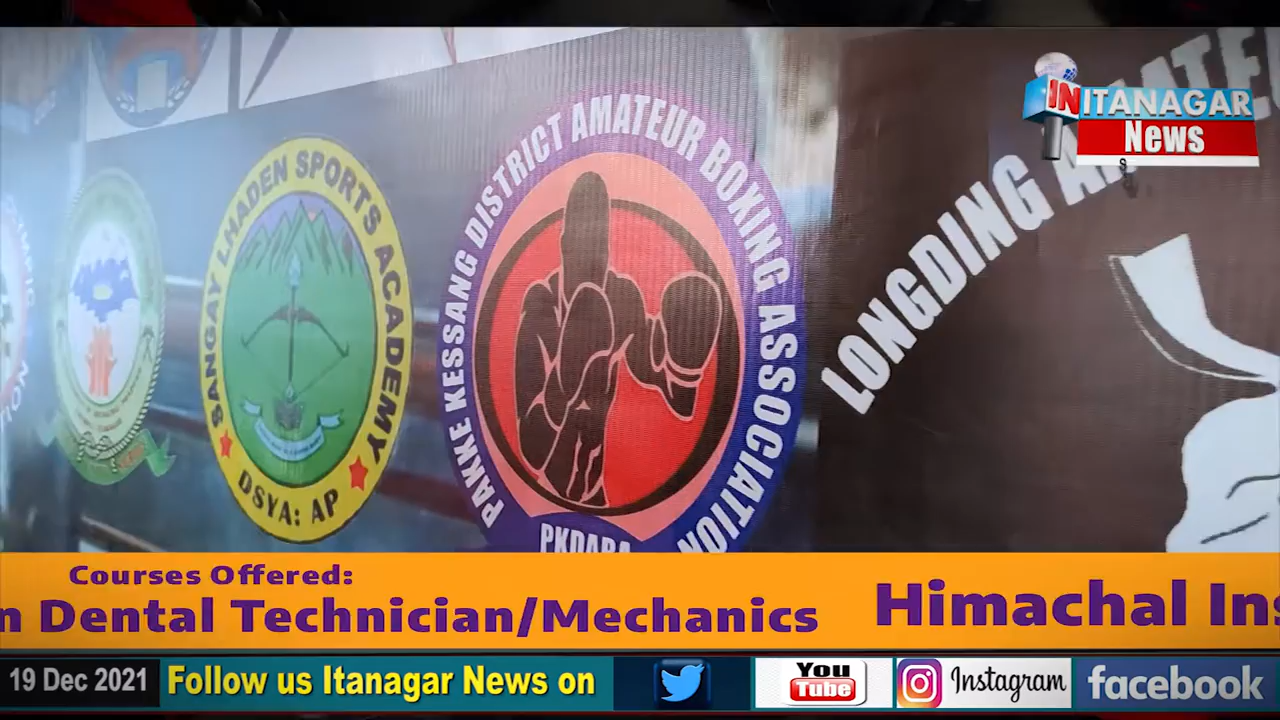 SANGAY LHADEN SPORTS ACADEMY
DSYA: AP
PAKKE KESSANG DISTRICT AMATEUR BOXING ASSOCIATION
PKDABA
LONGDING
ITANAGAR
News
Courses Offered:
n Dental Technician/Mechanics
Himachal Ins
19 Dec 2021
Follow us Itanagar News on
You
Tube
Instagram
facebook